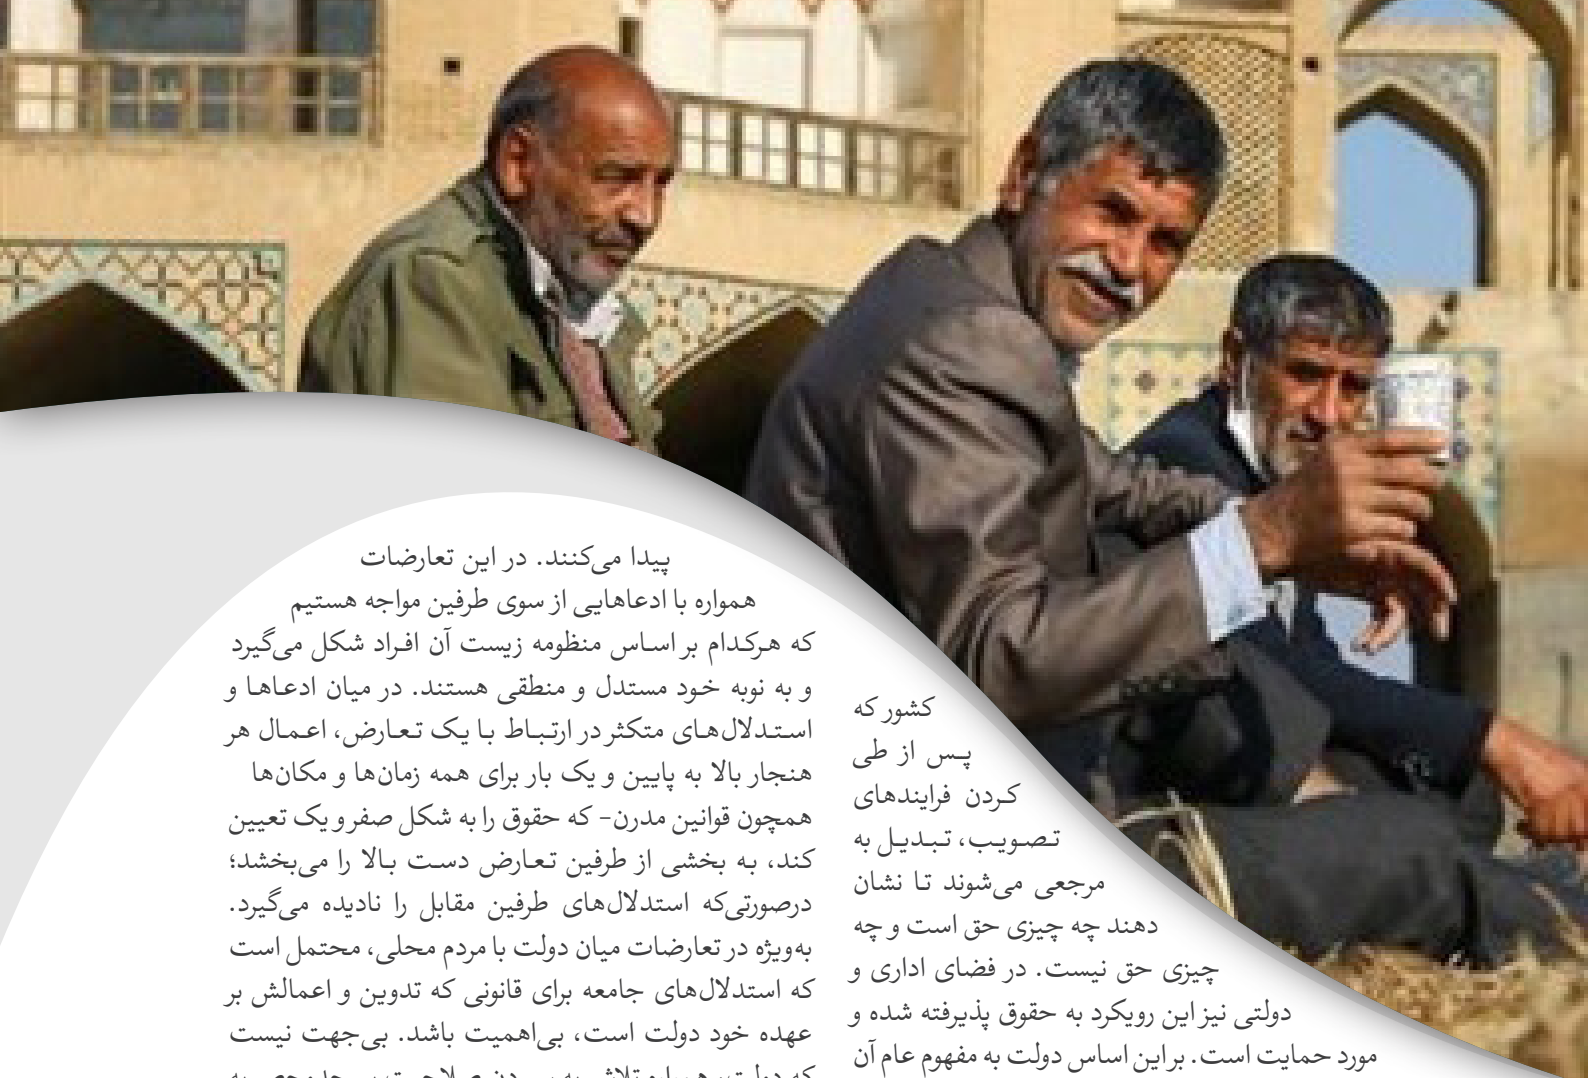 کشور که
پس از طی
کردن فرایندهای
تصویب، تبدیل به
مرجعی می‌شوند تا نشان
دهند چه چیزی حق است و چه
چیزی حق نیست. در فضای اداری و
دولتی نیز این رویکرد به حقوق پذیرفته شده و
مورد حمایت است. براین اساس دولت به مفهوم عام آن
پیدا می‌کنند. در این تعارضات
همواره با ادعاهایی از سوی طرفین مواجه هستیم
که هرکدام بر اساس منظومه زیست آن افراد شکل می‌گیرد
و به نوبه خود مستدل و منطقی هستند. در میان ادعاها و
استدلال‌های متکثر در ارتباط با یک تعارض، اعمال هر
هنجار بالا به پایین و یک بار برای همه زمان‌ها و مکان‌ها
همچون قوانین مدرن- که حقوق را به شکل صفر و یک تعیین
کند، به بخشی از طرفین تعارض دست بالا را می‌بخشد؛
درصورتی‌که استدلال‌های طرفین مقابل را نادیده می‌گیرد.
به‌ویژه در تعارضات میان دولت با مردم محلی، محتمل است
که استدلال‌های جامعه برای قانونی که تدوین و اعمالش بر
عهده خود دولت است، بی‌اهمیت باشد. بی‌جهت نیست